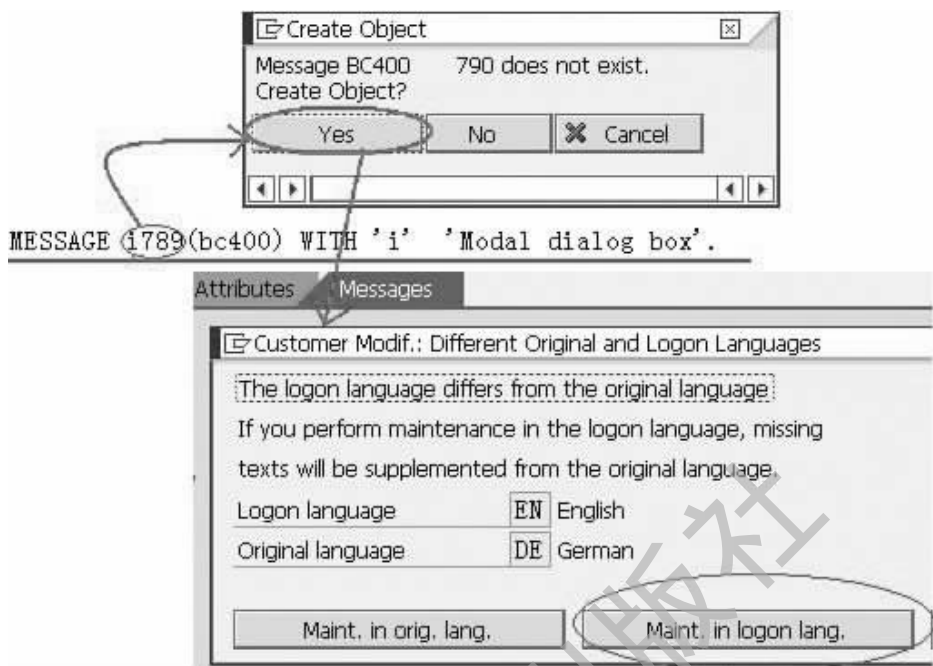 Create Object
Message BC400 790 does not exist.
Create Object?
Yes No Cancel
MESSAGE i789(bc400) WITH 'i' 'Modal dialog box'.
Attributes Messages
Customer Modif.: Different Original and Logon Languages
The logon language differs from the original language
If you perform maintenance in the logon language, missing
texts will be supplemented from the original language.
Logon language EN English
Original language DE German
Maint. in orig. lang. Maint. in logon lang.
版社